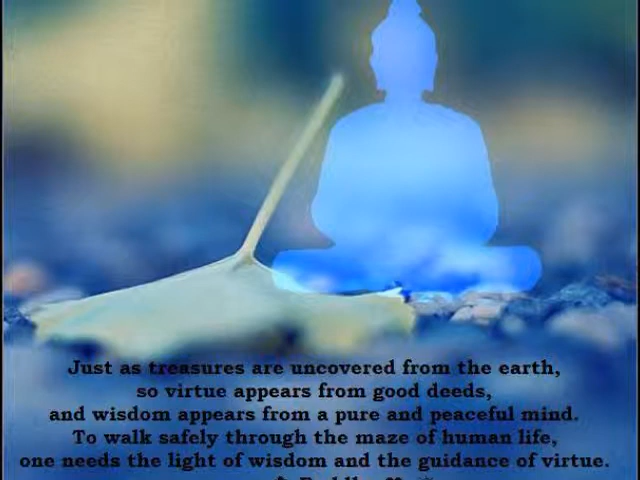 Just as treasures are uncovered from the earth,
so virtue appears from good deeds,
and wisdom appears from a pure and peaceful mind.
To walk safely through the maze of human life,
one needs the light of wisdom and the guidance of virtue.